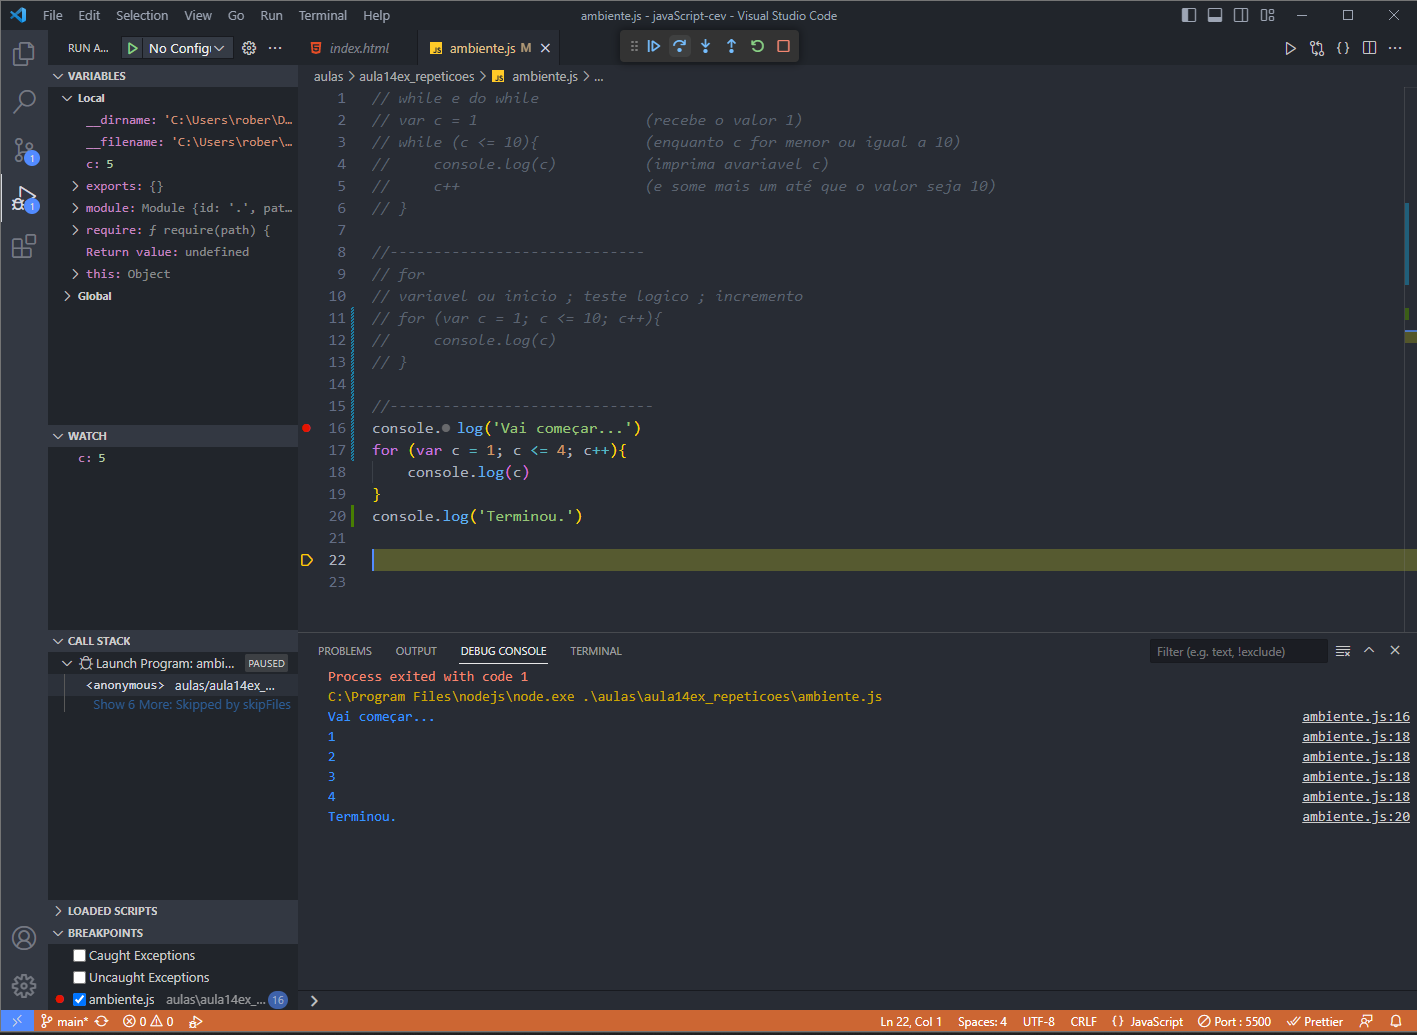 File Edit Selection View Go Run Terminal Help
ambiente.js - javaScript-cev - Visual Studio Code
RUN A... No Config
index.html
ambiente.js M
aulas > aula14ex_repeticoes > ambiente.js > ...
VARIABLES
Local
__dirname: 'C:\Users\rober\D...
__filename: 'C:\Users\rober\...
c: 5
exports: {}
module: Module {id: '.', pat...
require: ƒ require(path) {
Return value: undefined
this: Object
Global
WATCH
c: 5
CALL STACK
Launch Program: ambi... PAUSED
<anonymous> aulas/aula14ex_...
Show 6 More: Skipped by skipFiles
LOADED SCRIPTS
BREAKPOINTS
Caught Exceptions
Uncaught Exceptions
ambiente.js aulas\aula14ex_... 16
1 // while e do while
2 // var c = 1 (recebe o valor 1)
3 // while (c <= 10){ (enquanto c for menor ou igual a 10)
4 // console.log(c) (imprima avariavel c)
5 // c++ (e some mais um até que o valor seja 10)
6 // }
7
8 //-----------------------------
9 // for
10 // variavel ou inicio ; teste logico ; incremento
11 // for (var c = 1; c <= 10; c++){
12 // console.log(c)
13 // }
14
15 //------------------------------
16 console. log('Vai começar...')
17 for (var c = 1; c <= 4; c++){
18 console.log(c)
19 }
20 console.log('Terminou.')
21
22
23
PROBLEMS OUTPUT DEBUG CONSOLE TERMINAL
Filter (e.g. text, !exclude)
Process exited with code 1
C:\Program Files\nodejs\node.exe .\aulas\aula14ex_repeticoes\ambiente.js
Vai começar... ambiente.js:16
1 ambiente.js:18
2 ambiente.js:18
3 ambiente.js:18
4 ambiente.js:18
Terminou. ambiente.js:20
1
1
main* 0 0
Ln 22, Col 1 Spaces: 4 UTF-8 CRLF {} JavaScript Port : 5500 Prettier